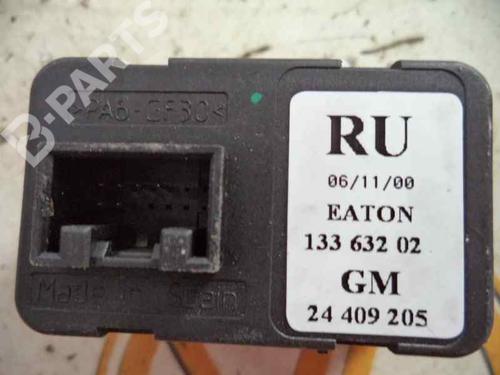 B-PARTS
>PA6-GF30<
RU
06/11/00
EATON
133 632 02
GM
24 409 205
Made in Spain